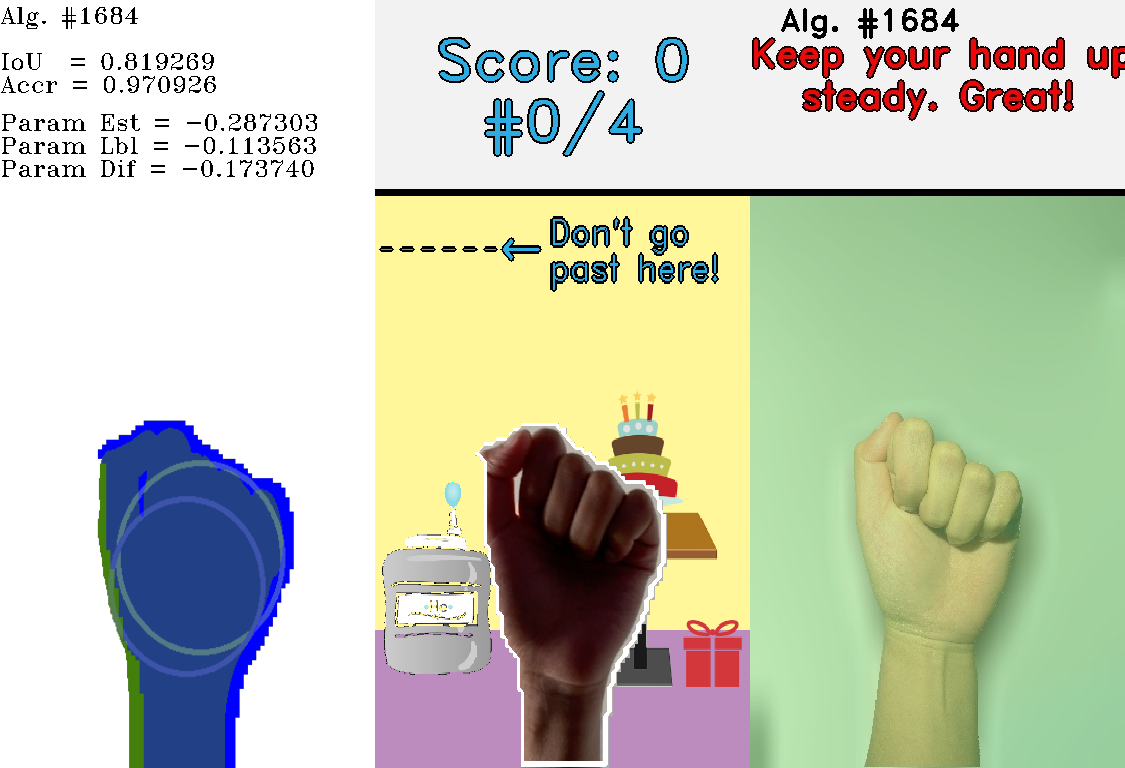 Alg. #1684
IoU = 0.819269
Accr = 0.970926
Param Est = −0.287303
Param Lbl = −0.113563
Param Dif = −0.173740
Score: 0
#0/4
Don't go
past here!
Alg. #1684
Keep your hand up
steady. Great!